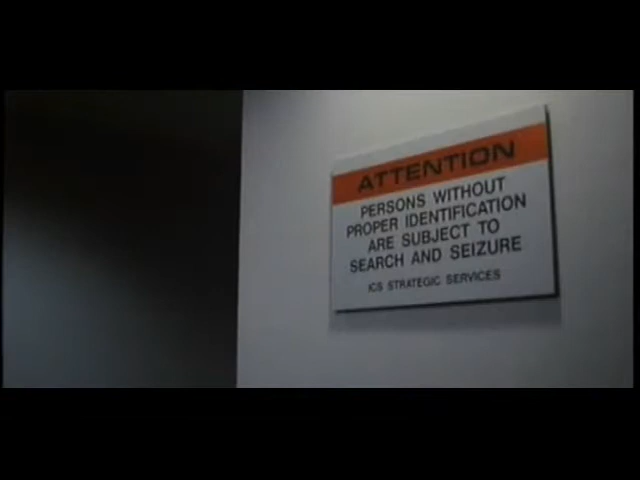 ATTENTION
PERSONS WITHOUT
PROPER IDENTIFICATION
ARE SUBJECT TO
SEARCH AND SEIZURE
ICS STRATEGIC SERVICES